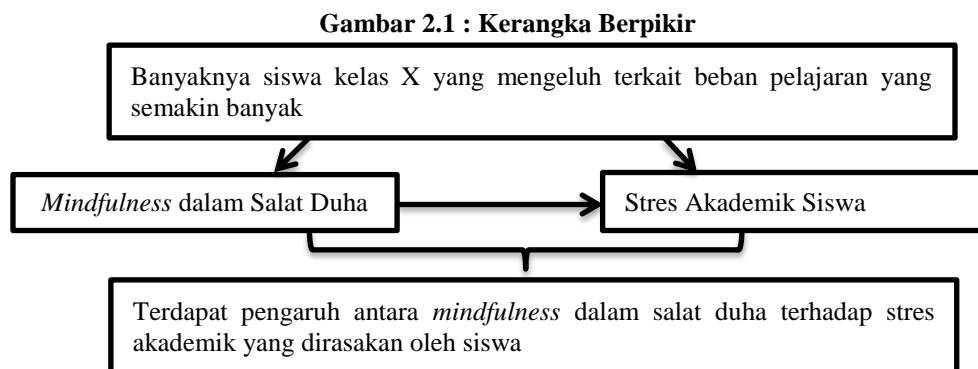 Gambar 2.1 : Kerangka Berpikir
Banyaknya siswa kelas X yang mengeluh terkait beban pelajaran yang
semakin banyak
Mindfulness dalam Salat Duha
Stres Akademik Siswa
Terdapat pengaruh antara mindfulness dalam salat duha terhadap stres
akademik yang dirasakan oleh siswa